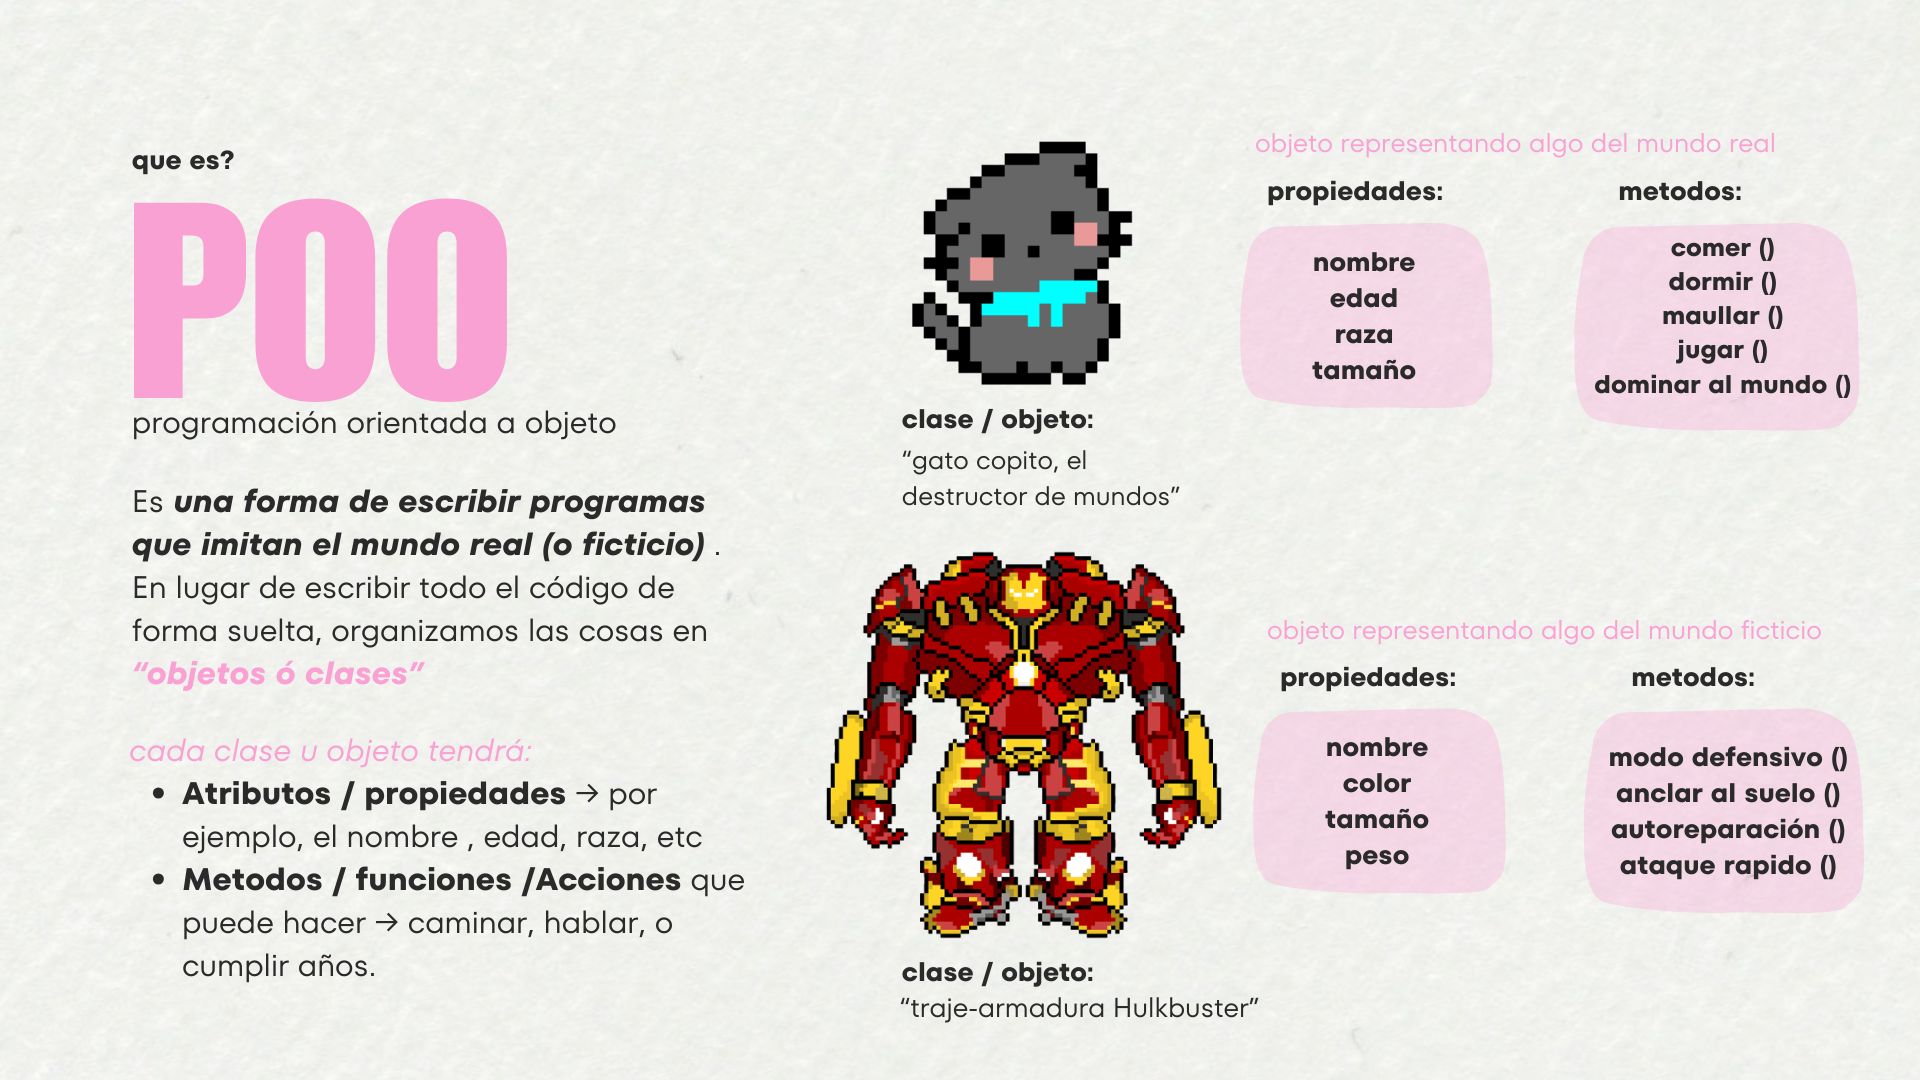 que es?
POO
programación orientada a objeto
Es una forma de escribir programas
que imitan el mundo real (o ficticio) .
En lugar de escribir todo el código de
forma suelta, organizamos las cosas en
“objetos ó clases”
cada clase u objeto tendrá:
• Atributos / propiedades → por
ejemplo, el nombre , edad, raza, etc
• Metodos / funciones /Acciones que
puede hacer → caminar, hablar, o
cumplir años.
clase / objeto:
“gato copito, el
destructor de mundos”
objeto representando algo del mundo real
propiedades:
nombre
edad
raza
tamaño
metodos:
comer ()
dormir ()
maullar ()
jugar ()
dominar al mundo ()
clase / objeto:
“traje-armadura Hulkbuster”
objeto representando algo del mundo ficticio
propiedades:
nombre
color
tamaño
peso
metodos:
modo defensivo ()
anclar al suelo ()
autoreparación ()
ataque rapido ()